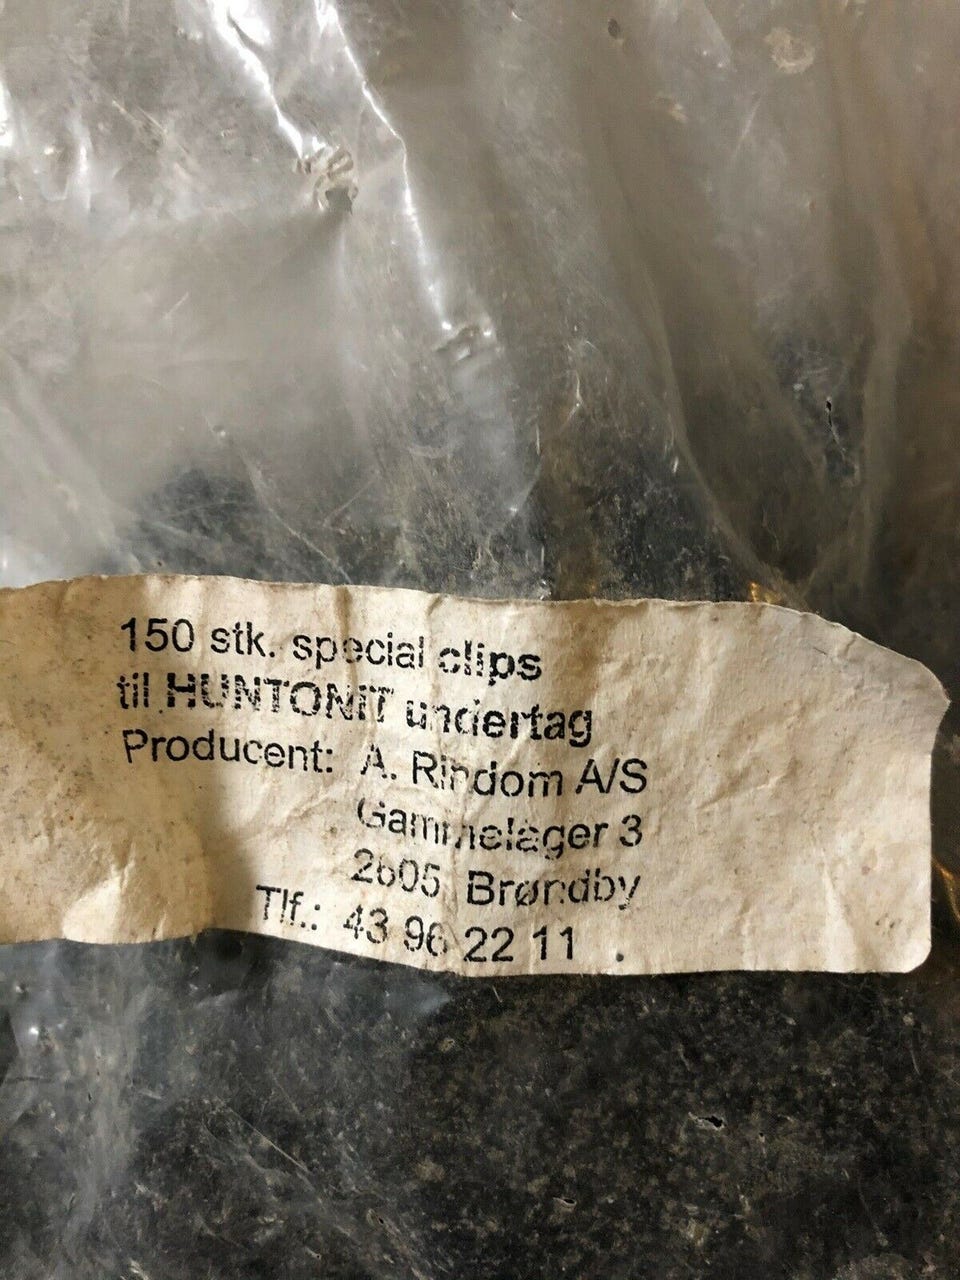 150 stk. special clips
til HUNTONIT undertag
Producent: A. Rindom A/S
Gammelager 3
2605 Brøndby
Tlf.: 43 96 22 11